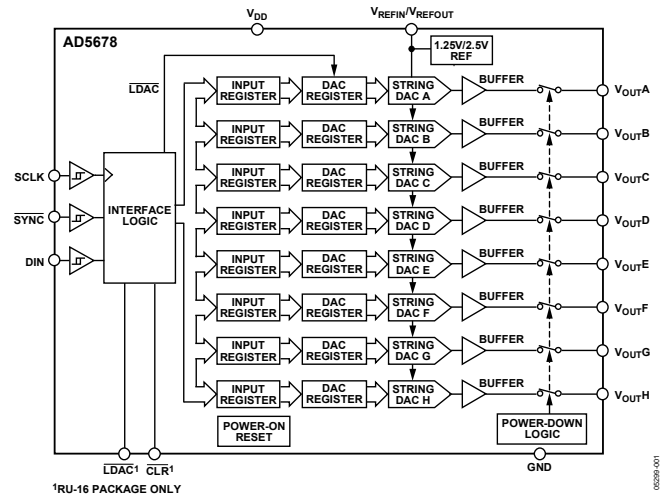 VDD
VREFIN/VREFOUT
AD5678
1.25V/2.5V
REF
LDAC
INPUT
REGISTER
DAC
REGISTER
STRING
DAC A
BUFFER
VOUTA
INPUT
REGISTER
DAC
REGISTER
STRING
DAC B
BUFFER
VOUTB
INPUT
REGISTER
DAC
REGISTER
STRING
DAC C
BUFFER
VOUTC
SCLK
SYNC
DIN
INTERFACE
LOGIC
INPUT
REGISTER
DAC
REGISTER
STRING
DAC D
BUFFER
VOUTD
INPUT
REGISTER
DAC
REGISTER
STRING
DAC E
BUFFER
VOUTE
INPUT
REGISTER
DAC
REGISTER
STRING
DAC F
BUFFER
VOUTF
INPUT
REGISTER
DAC
REGISTER
STRING
DAC G
BUFFER
VOUTG
INPUT
REGISTER
DAC
REGISTER
STRING
DAC H
BUFFER
VOUTH
POWER-ON
RESET
POWER-DOWN
LOGIC
LDAC1
CLR1
GND
1RU-16 PACKAGE ONLY
05299-001